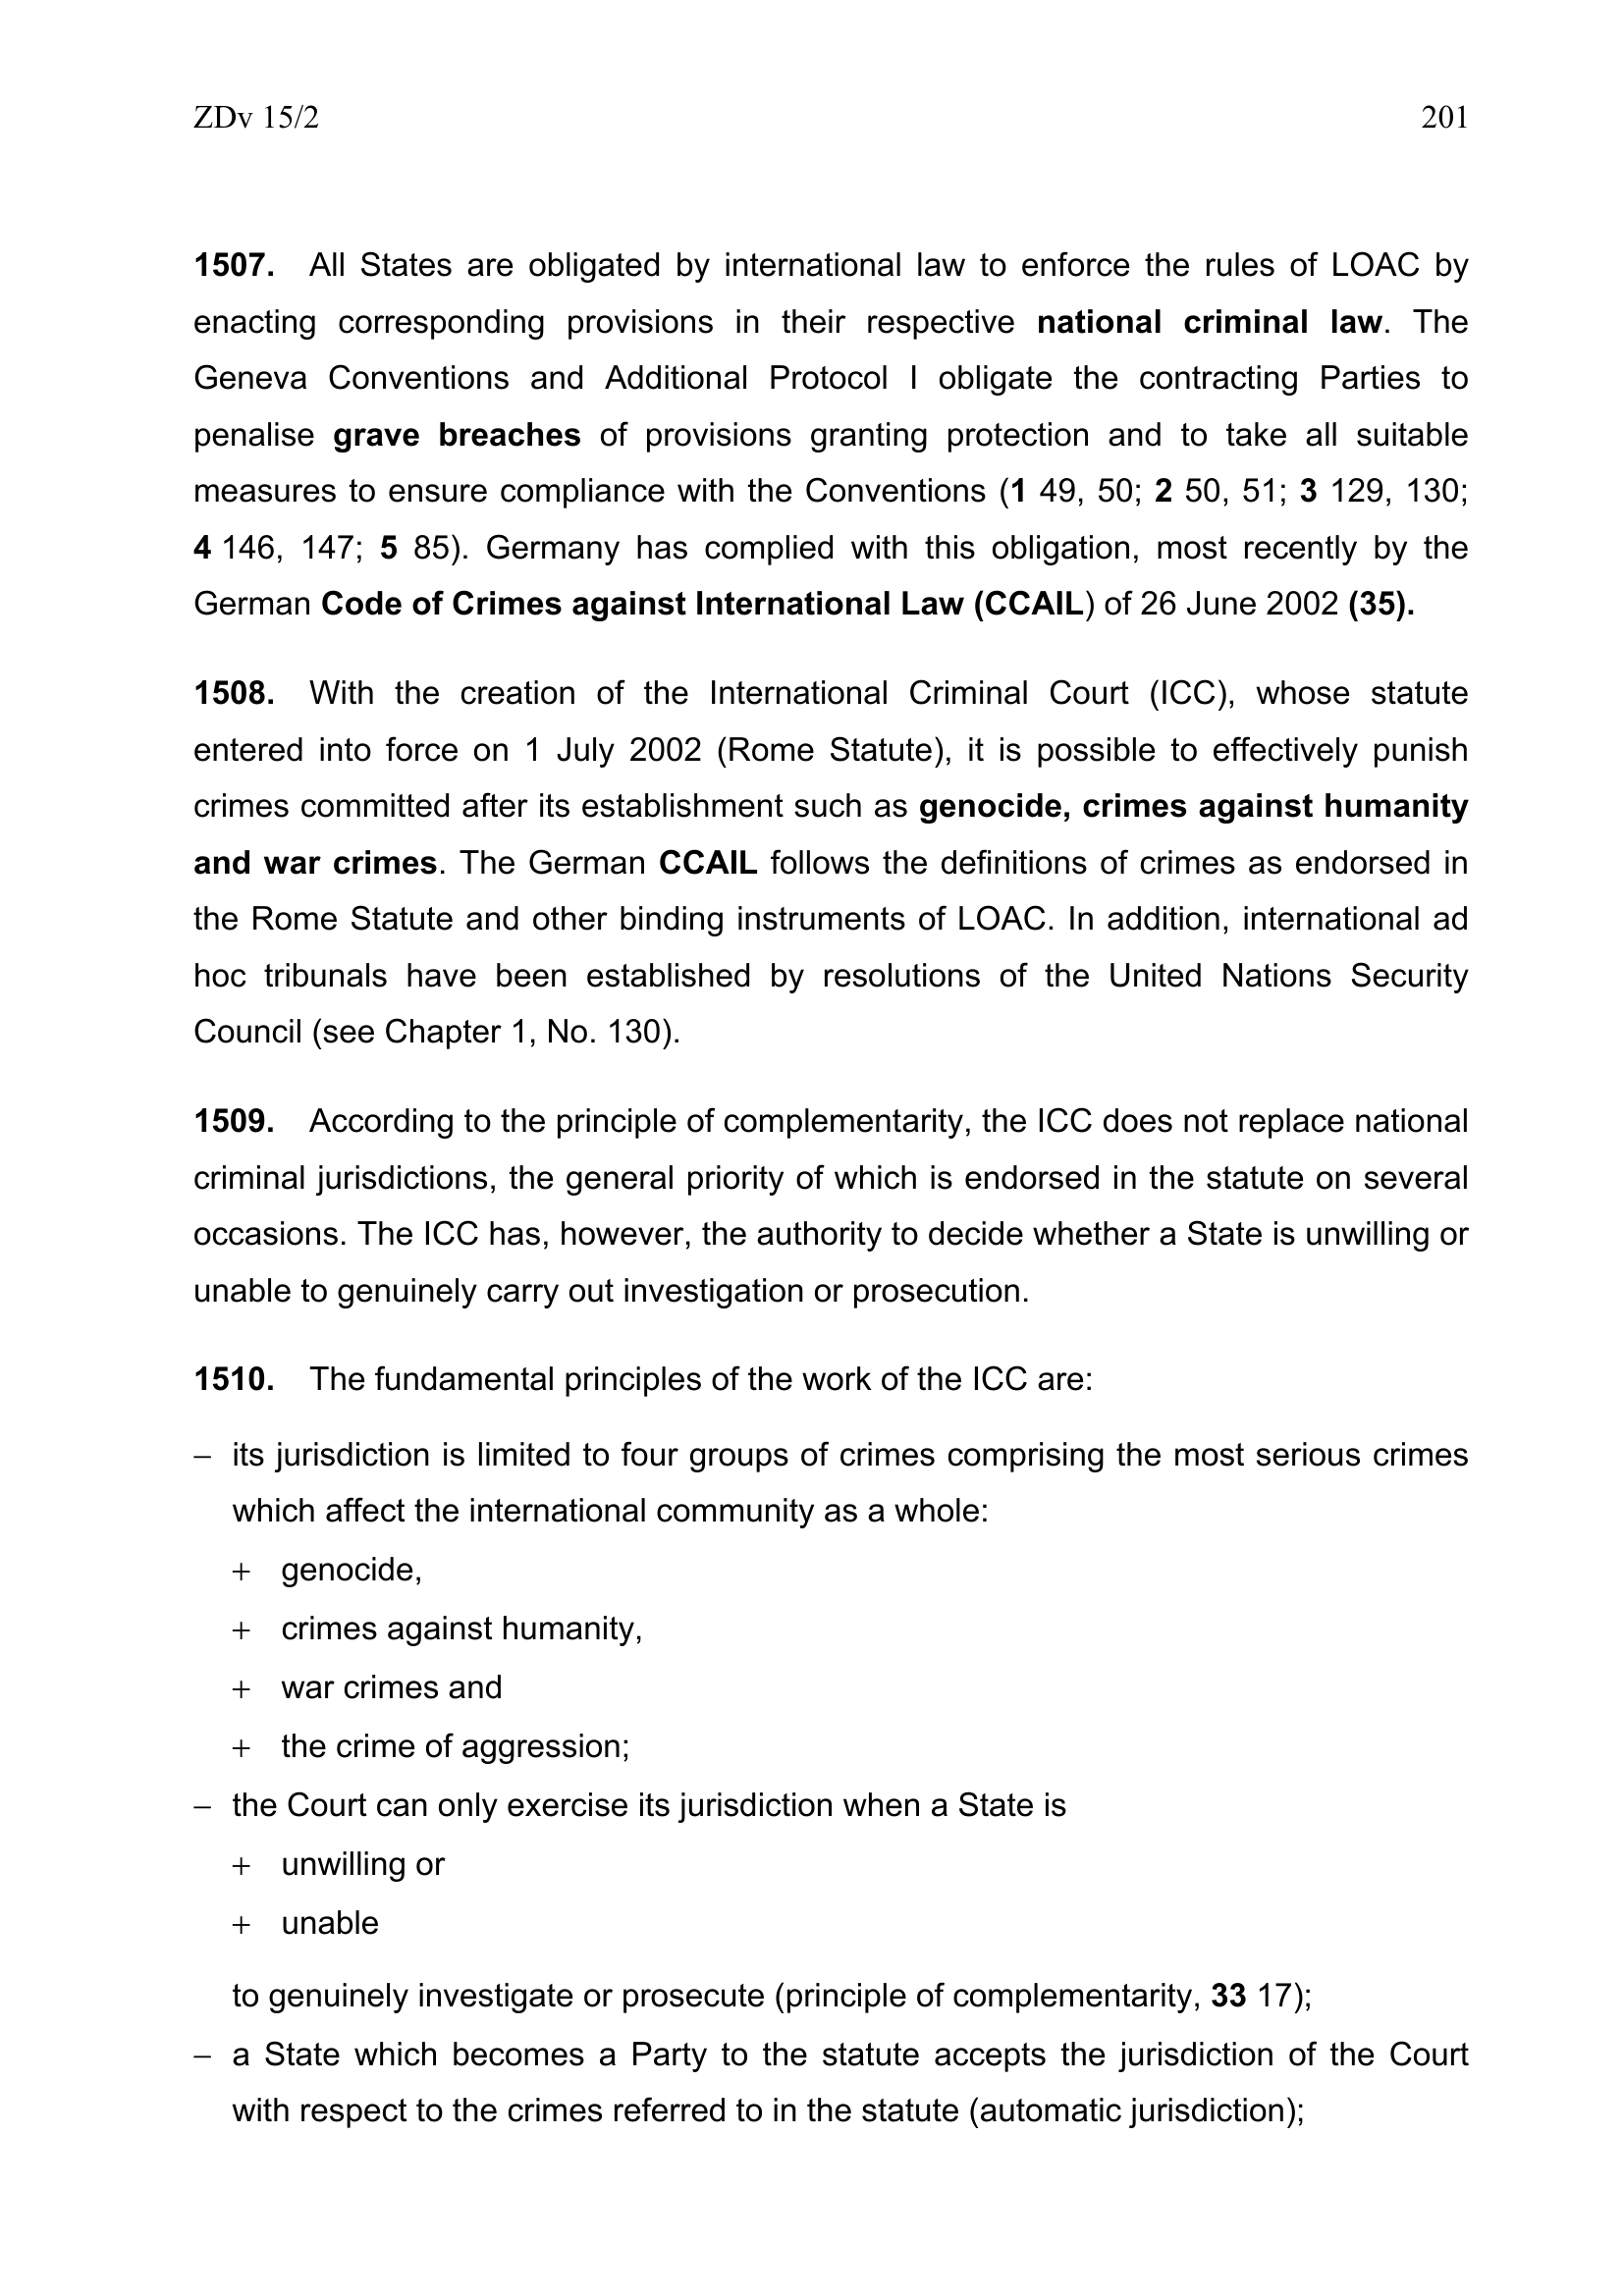 ZDv 15/2 201
1507. All States are obligated by international law to enforce the rules of LOAC by
enacting corresponding provisions in their respective national criminal law. The
Geneva Conventions and Additional Protocol I obligate the contracting Parties to
penalise grave breaches of provisions granting protection and to take all suitable
measures to ensure compliance with the Conventions (1 49, 50; 2 50, 51; 3 129, 130;
4 146, 147; 5 85). Germany has complied with this obligation, most recently by the
German Code of Crimes against International Law (CCAIL) of 26 June 2002 (35).
1508. With the creation of the International Criminal Court (ICC), whose statute
entered into force on 1 July 2002 (Rome Statute), it is possible to effectively punish
crimes committed after its establishment such as genocide, crimes against humanity
and war crimes. The German CCAIL follows the definitions of crimes as endorsed in
the Rome Statute and other binding instruments of LOAC. In addition, international ad
hoc tribunals have been established by resolutions of the United Nations Security
Council (see Chapter 1, No. 130).
1509. According to the principle of complementarity, the ICC does not replace national
criminal jurisdictions, the general priority of which is endorsed in the statute on several
occasions. The ICC has, however, the authority to decide whether a State is unwilling or
unable to genuinely carry out investigation or prosecution.
1510. The fundamental principles of the work of the ICC are:
– its jurisdiction is limited to four groups of crimes comprising the most serious crimes
which affect the international community as a whole:
+ genocide,
+ crimes against humanity,
+ war crimes and
+ the crime of aggression;
– the Court can only exercise its jurisdiction when a State is
+ unwilling or
+ unable
to genuinely investigate or prosecute (principle of complementarity, 33 17);
– a State which becomes a Party to the statute accepts the jurisdiction of the Court
with respect to the crimes referred to in the statute (automatic jurisdiction);